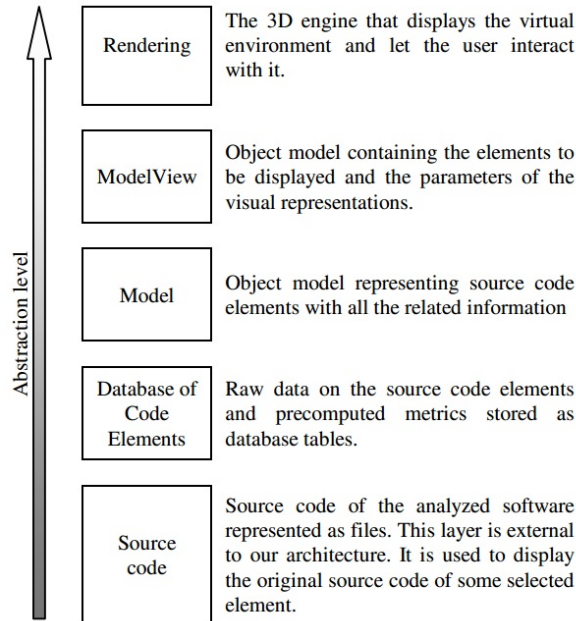 Rendering
The 3D engine that displays the virtual
environment and let the user interact
with it.
ModelView
Object model containing the elements to
be displayed and the parameters of the
visual representations.
Model
Object model representing source code
elements with all the related information
Database of
Code
Elements
Raw data on the source code elements
and precomputed metrics stored as
database tables.
Source
code
Source code of the analyzed software
represented as files. This layer is external
to our architecture. It is used to display
the original source code of some selected
element.
Abstraction level